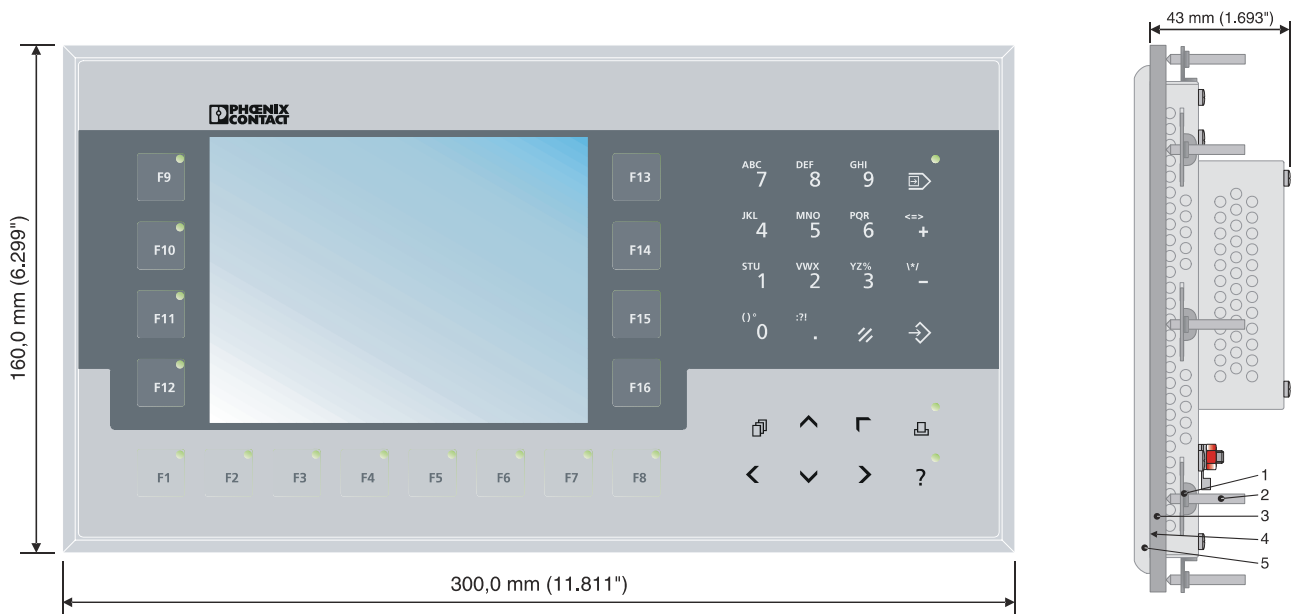 43 mm (1.693")
PHŒNIX
CONTACT
F9
F13
ABC DEF GHI
7 8 9
F10
F14
JKL MNO PQR <=>
4 5 6 +
F11
F15
STU VWX YZ% \*/
1 2 3 –
F12
F16
( ) ° :?!
0 .
F1 F2 F3 F4 F5 F6 F7 F8
?
160,0 mm (6.299")
300,0 mm (11.811")
1
2
3
4
5